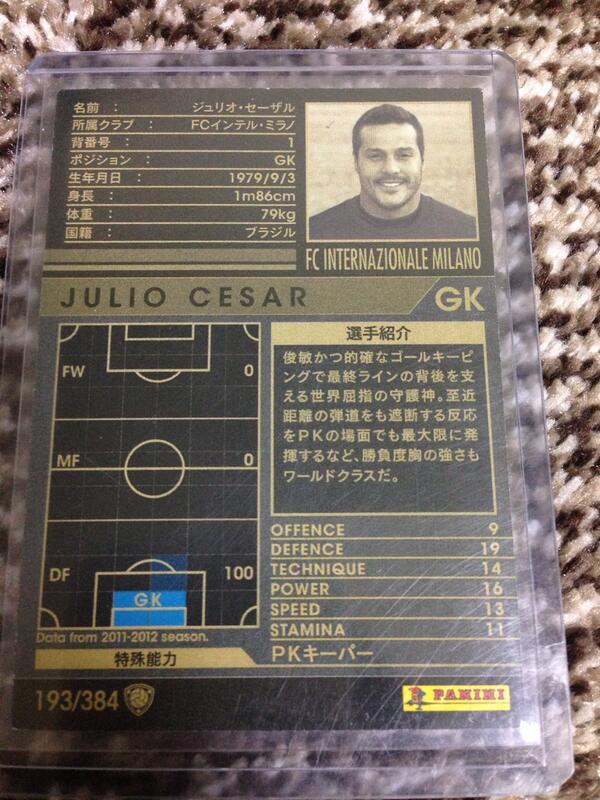 名前 : ジュリオ・セーザル
所属クラブ : FCインテル・ミラノ
背番号 : 1
ポジション : GK
生年月日 : 1979/9/3
身長 : 1m86cm
体重 : 79kg
国籍 : ブラジル
FC INTERNAZIONALE MILANO
JULIO CESAR GK
FW 0
MF 0
DF 100
GK
Data from 2011-2012 season.
選手紹介
俊敏かつ的確なゴールキーピ
ングで最終ラインの背後を支
える世界屈指の守護神。至近
距離の弾道をも遮断する反応
をPKの場面でも最大限に発
揮するなど、勝負度胸の強さも
ワールドクラスだ。
OFFENCE 9
DEFENCE 19
TECHNIQUE 14
POWER 16
SPEED 13
STAMINA 11
特殊能力 PKキーパー
193/384 PANINI